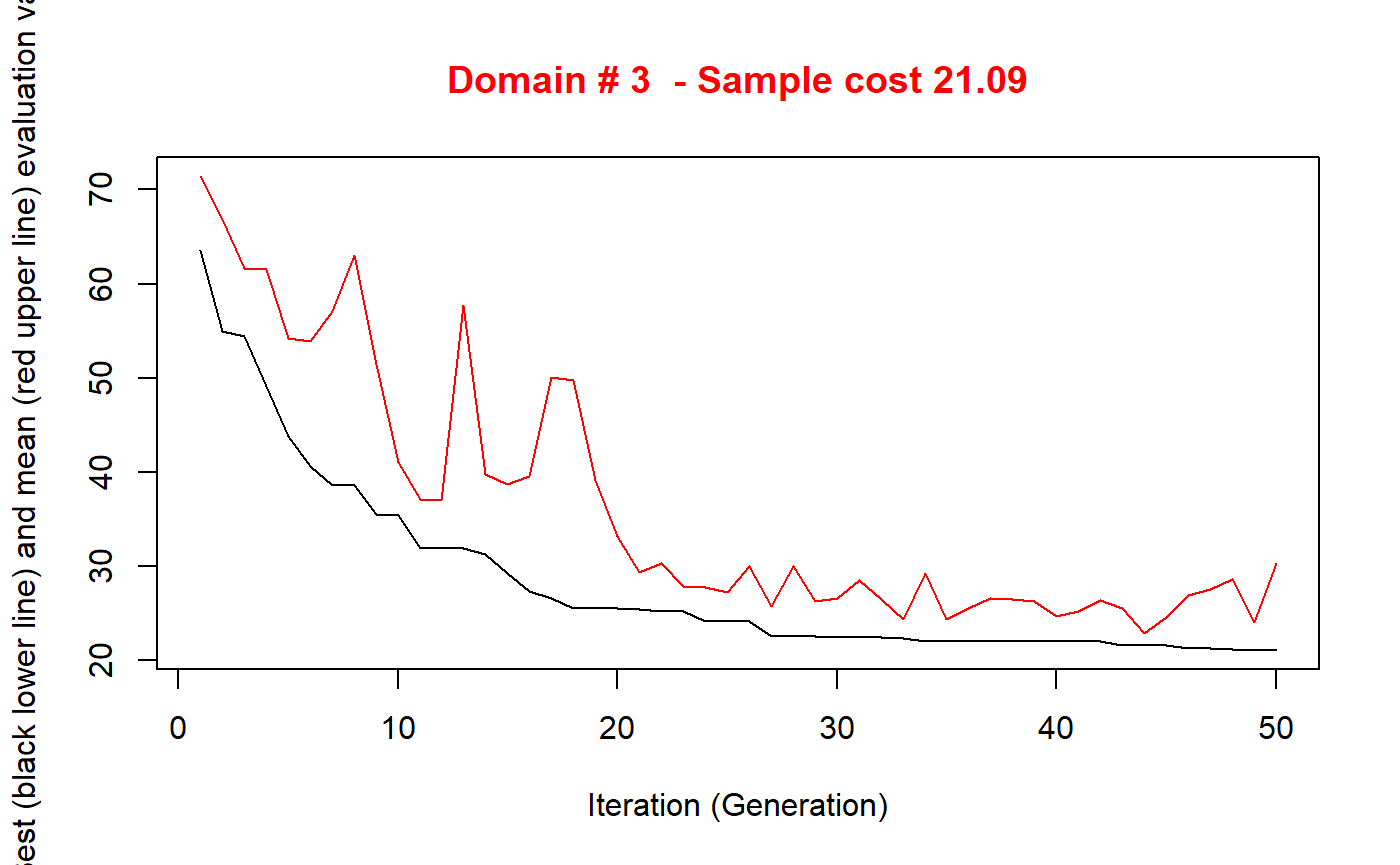 Domain # 3  - Sample cost 21.09
(black lower line) and mean (red upper line) evaluation
70
60
50
40
30
20
0 10 20 30 40 50
Iteration (Generation)